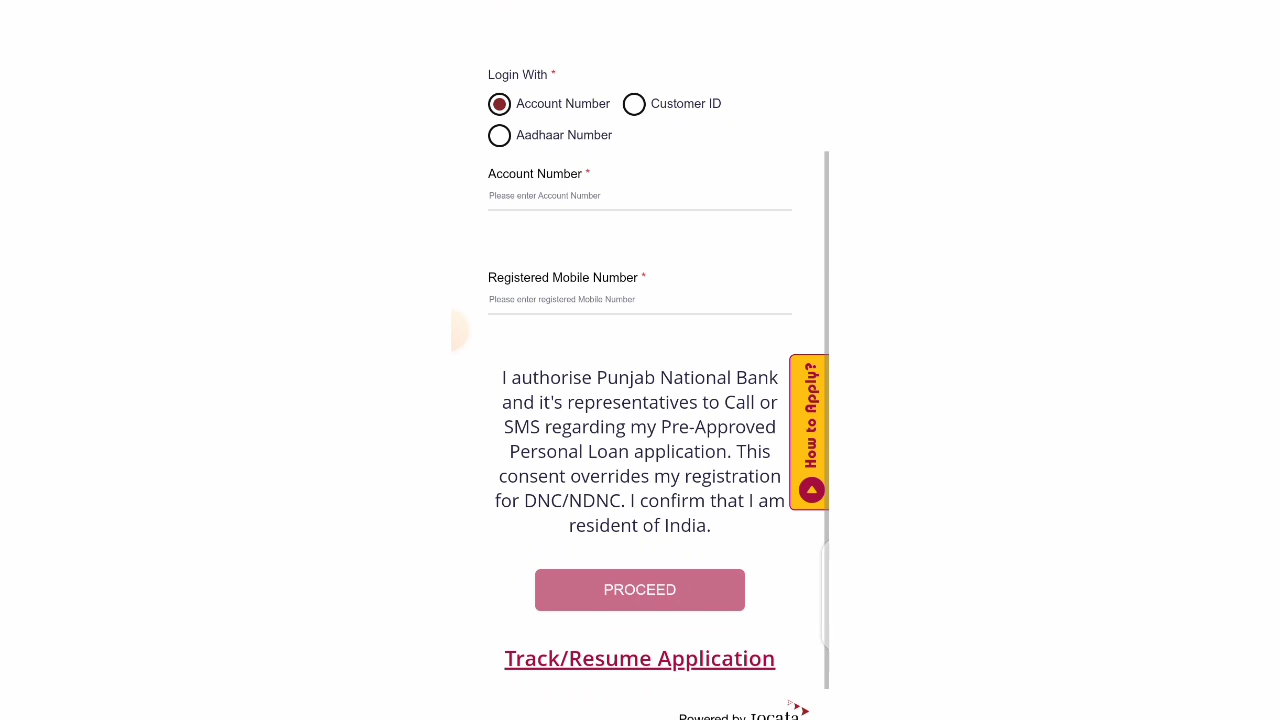 Login With *
Account Number Customer ID
Aadhaar Number
Account Number *
Please enter Account Number
Registered Mobile Number *
Please enter registered Mobile Number
I authorise Punjab National Bank
and it's representatives to Call or
SMS regarding my Pre-Approved
Personal Loan application. This
consent overrides my registration
for DNC/NDNC. I confirm that I am
resident of India.
How to Apply?
PROCEED
Track/Resume Application
Powered by Jocata